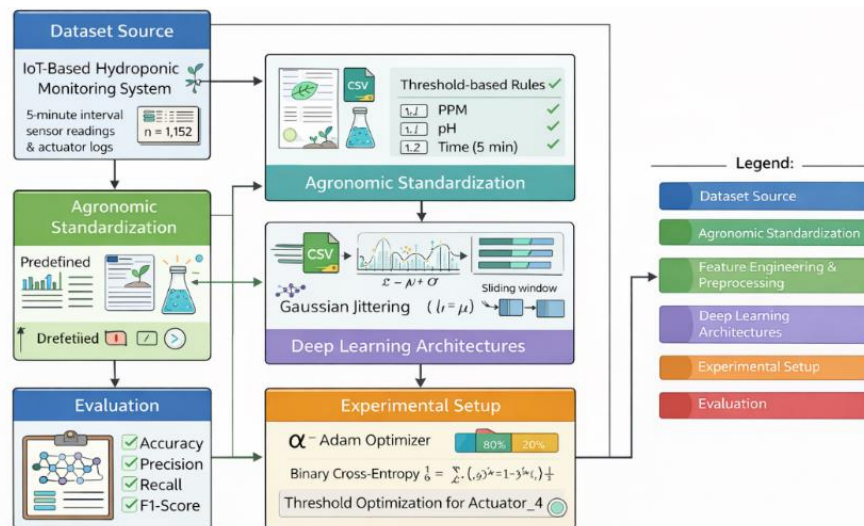 Dataset Source
IoT-Based Hydroponic
Monitoring System
5-minute interval
sensor readings
& actuator logs
n = 1,152
Agronomic
Standardization
Predefined
Drefetiied
Evaluation
Accuracy
Precision
Recall
F1-Score
CSV
Threshold-based Rules
PPM
pH
1.2 Time (5 min)
Agronomic Standardization
CSV
Sliding window
Gaussian Jittering
Deep Learning Architectures
Experimental Setup
α - Adam Optimizer
80% 20%
Binary Cross-Entropy
Threshold Optimization for Actuator_4
Legend:
Dataset Source
Agronomic Standardization
Feature Engineering &
Preprocessing
Deep Learning
Architectures
Experimental Setup
Evaluation